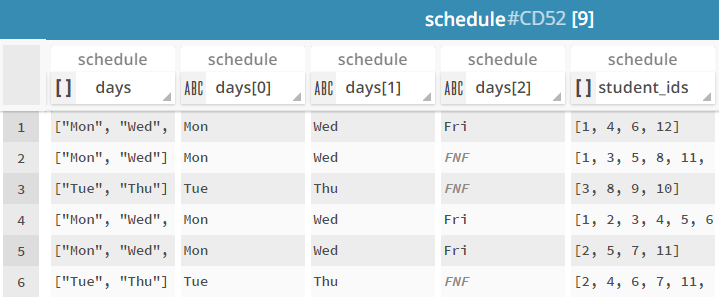 schedule#CD52 [9]
schedule schedule schedule schedule schedule
[] days ABC days[0] ABC days[1] ABC days[2] [] student_ids
1 ["Mon", "Wed", Mon Wed Fri [1, 4, 6, 12]
2 ["Mon", "Wed"] Mon Wed FNF [1, 3, 5, 8, 11,
3 ["Tue", "Thu"] Tue Thu FNF [3, 8, 9, 10]
4 ["Mon", "Wed", Mon Wed Fri [1, 2, 3, 4, 5, 6
5 ["Mon", "Wed", Mon Wed Fri [2, 5, 7, 11]
6 ["Tue", "Thu"] Tue Thu FNF [2, 4, 6, 7, 11,